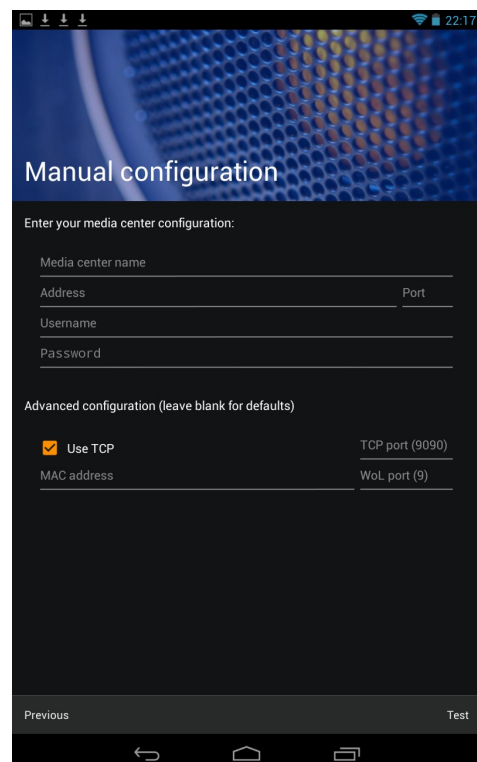 22:17
Manual configuration
Enter your media center configuration:
Media center name
Address Port
Username
Password
Advanced configuration (leave blank for defaults)
Use TCP TCP port (9090)
MAC address WoL port (9)
Previous Test